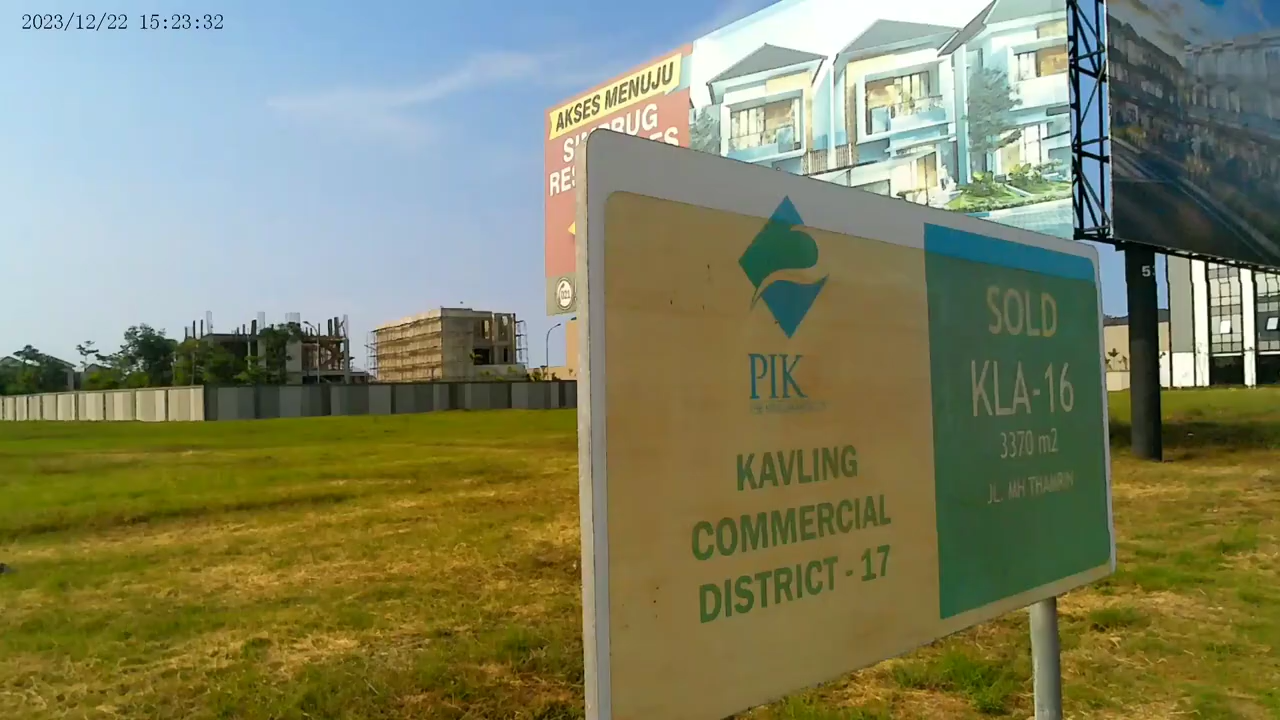 2023/12/22 15:23:32
AKSES MENUJU
PIK
KAVLING
COMMERCIAL
DISTRICT - 17
SOLD
KLA-16
3370 m2
JL. MH THAMRIN